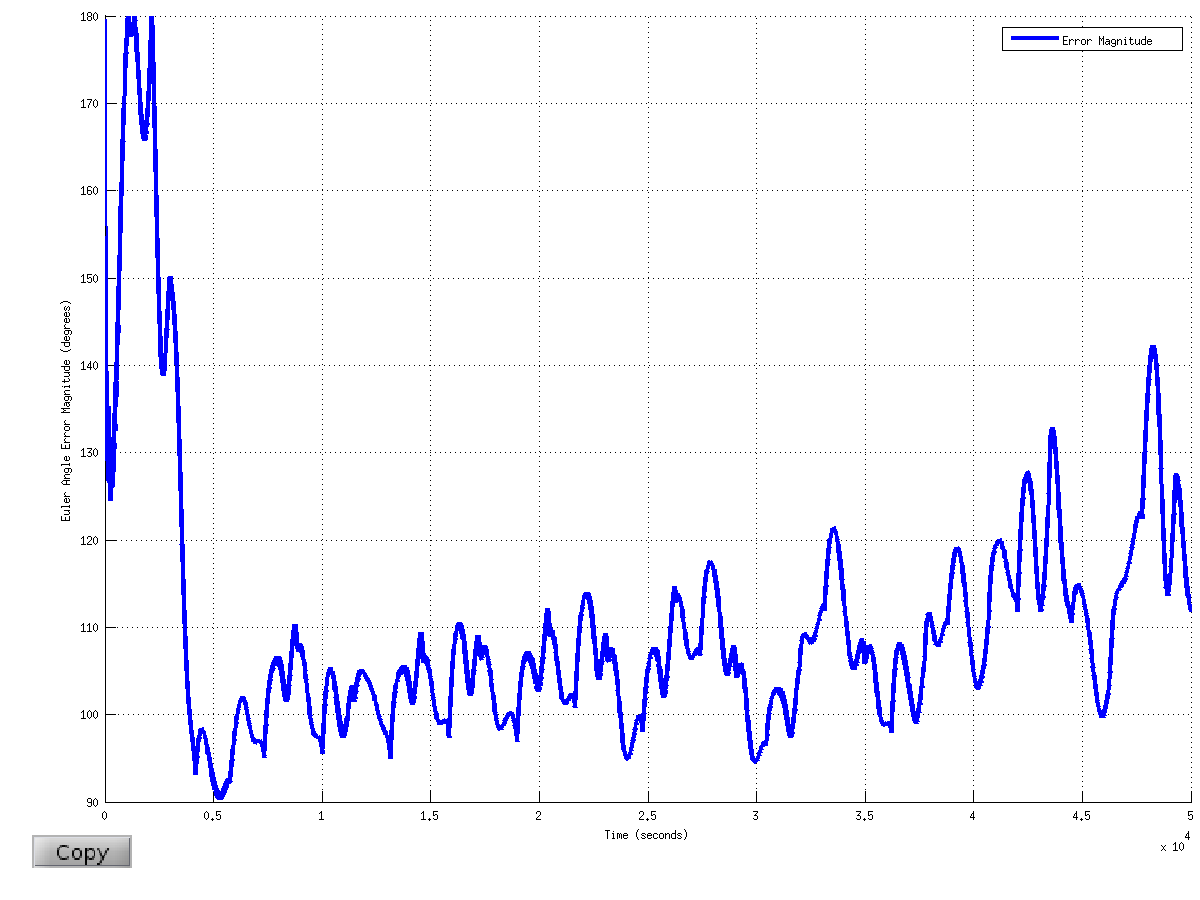 180
170
160
150
140
130
120
110
100
90
Euler Angle Error Magnitude (degrees)
Error Magnitude
0 0.5 1 1.5 2 2.5 3 3.5 4 4.5 5
Time (seconds)
x 10 4
Copy